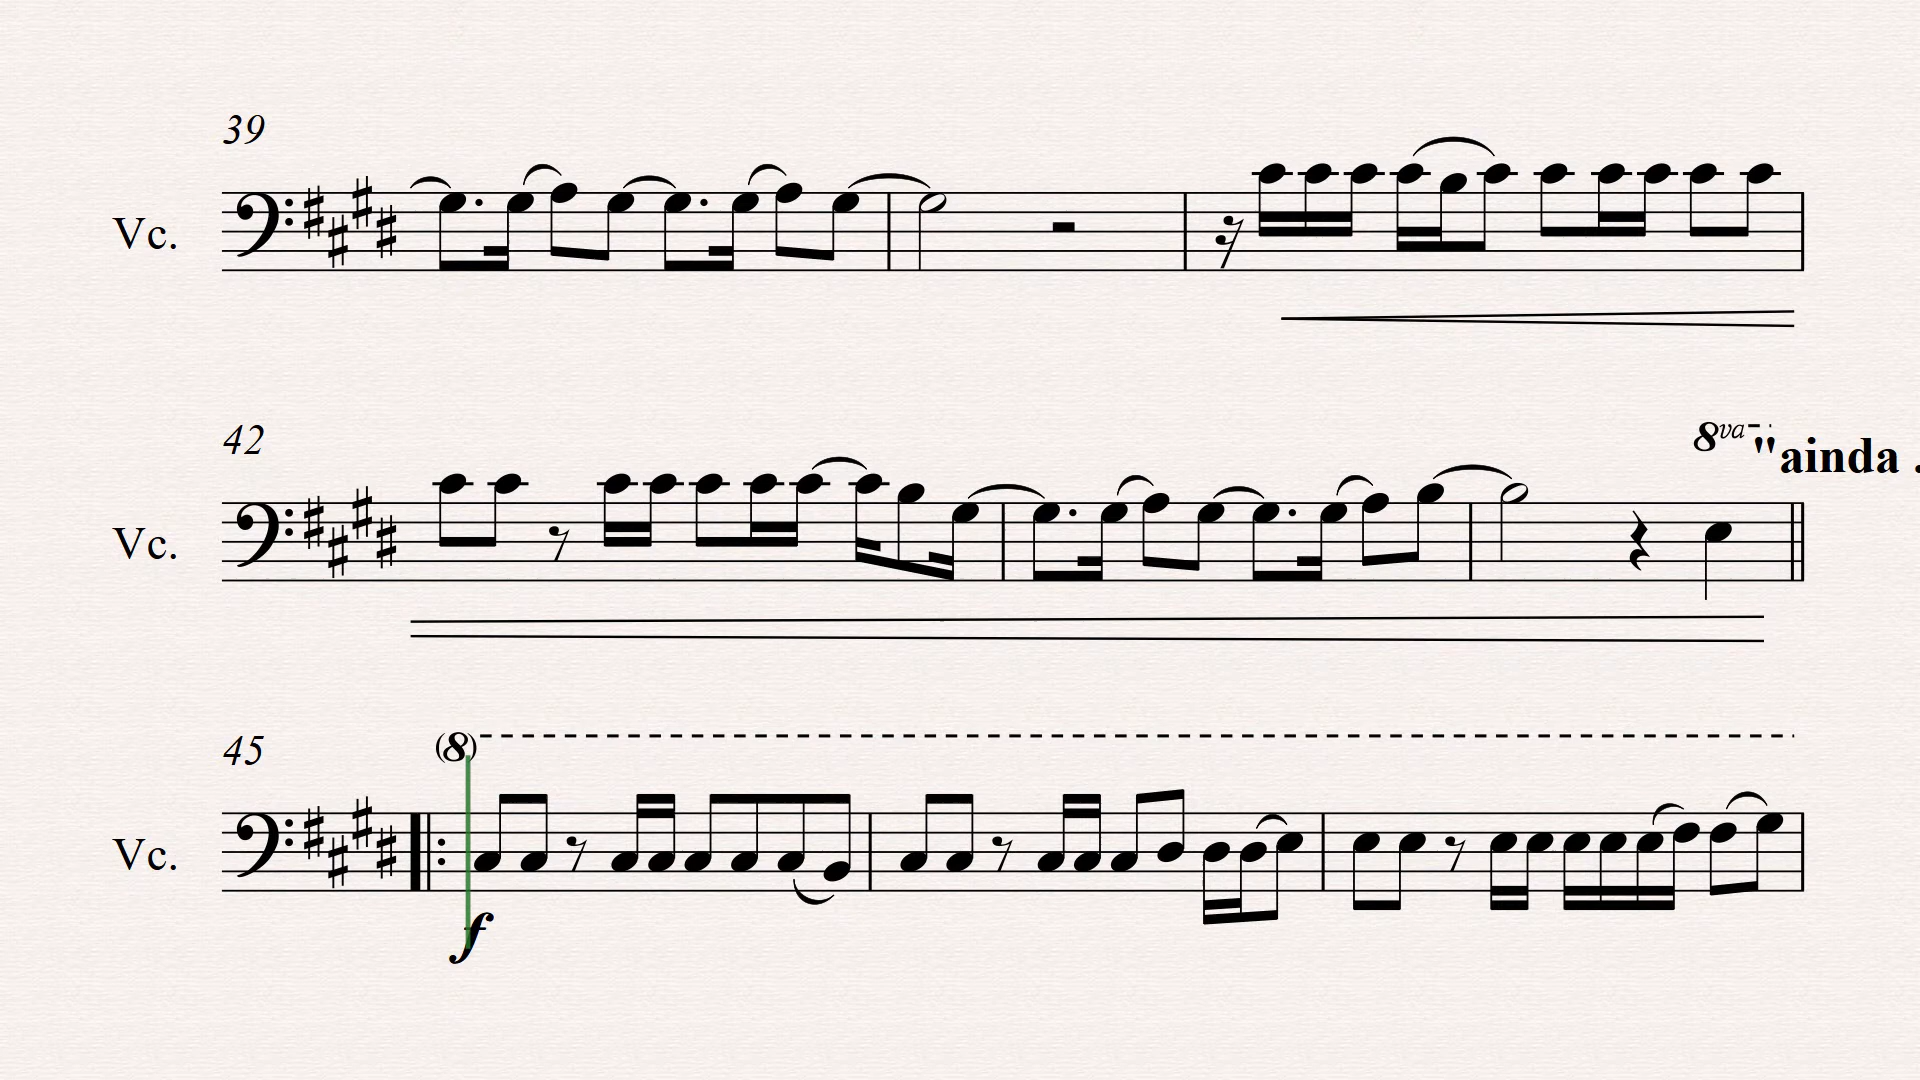 39
Vc.
42
8va
"ainda .
Vc.
45
(8)
Vc.
f